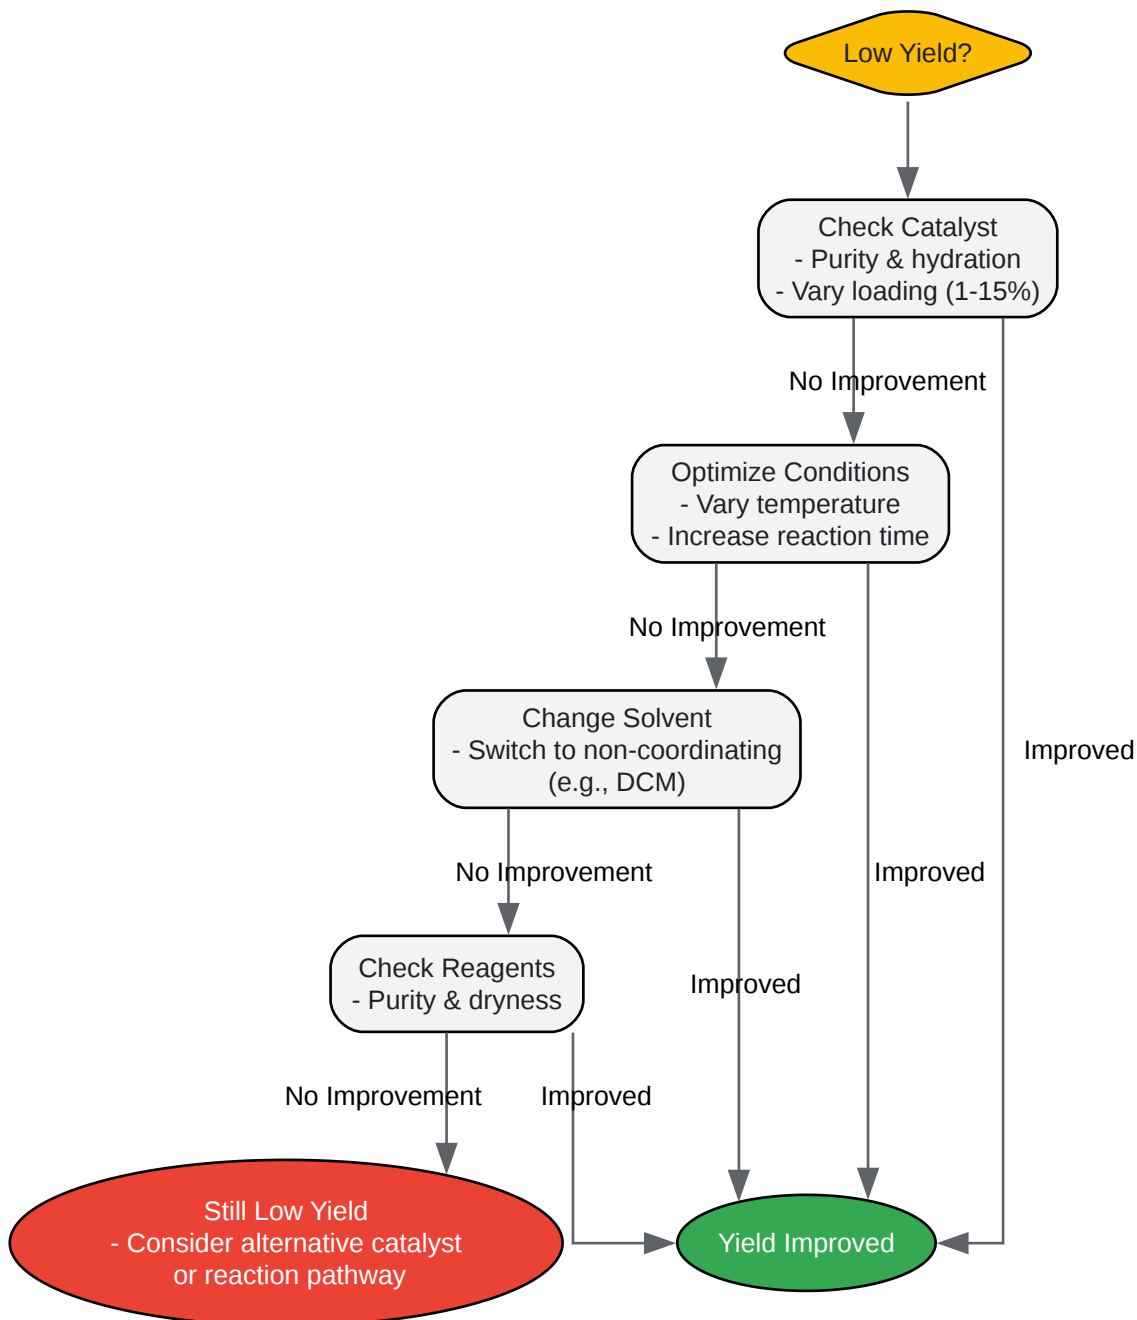 Low Yield?
Check Catalyst
- Purity & hydration
- Vary loading (1-15%)
No Improvement
Optimize Conditions
- Vary temperature
- Increase reaction time
No Improvement
Change Solvent
- Switch to non-coordinating
(e.g., DCM)
Improved
No Improvement
Improved
Check Reagents
- Purity & dryness
Improved
No Improvement
Improved
Still Low Yield
- Consider alternative catalyst
or reaction pathway
Yield Improved